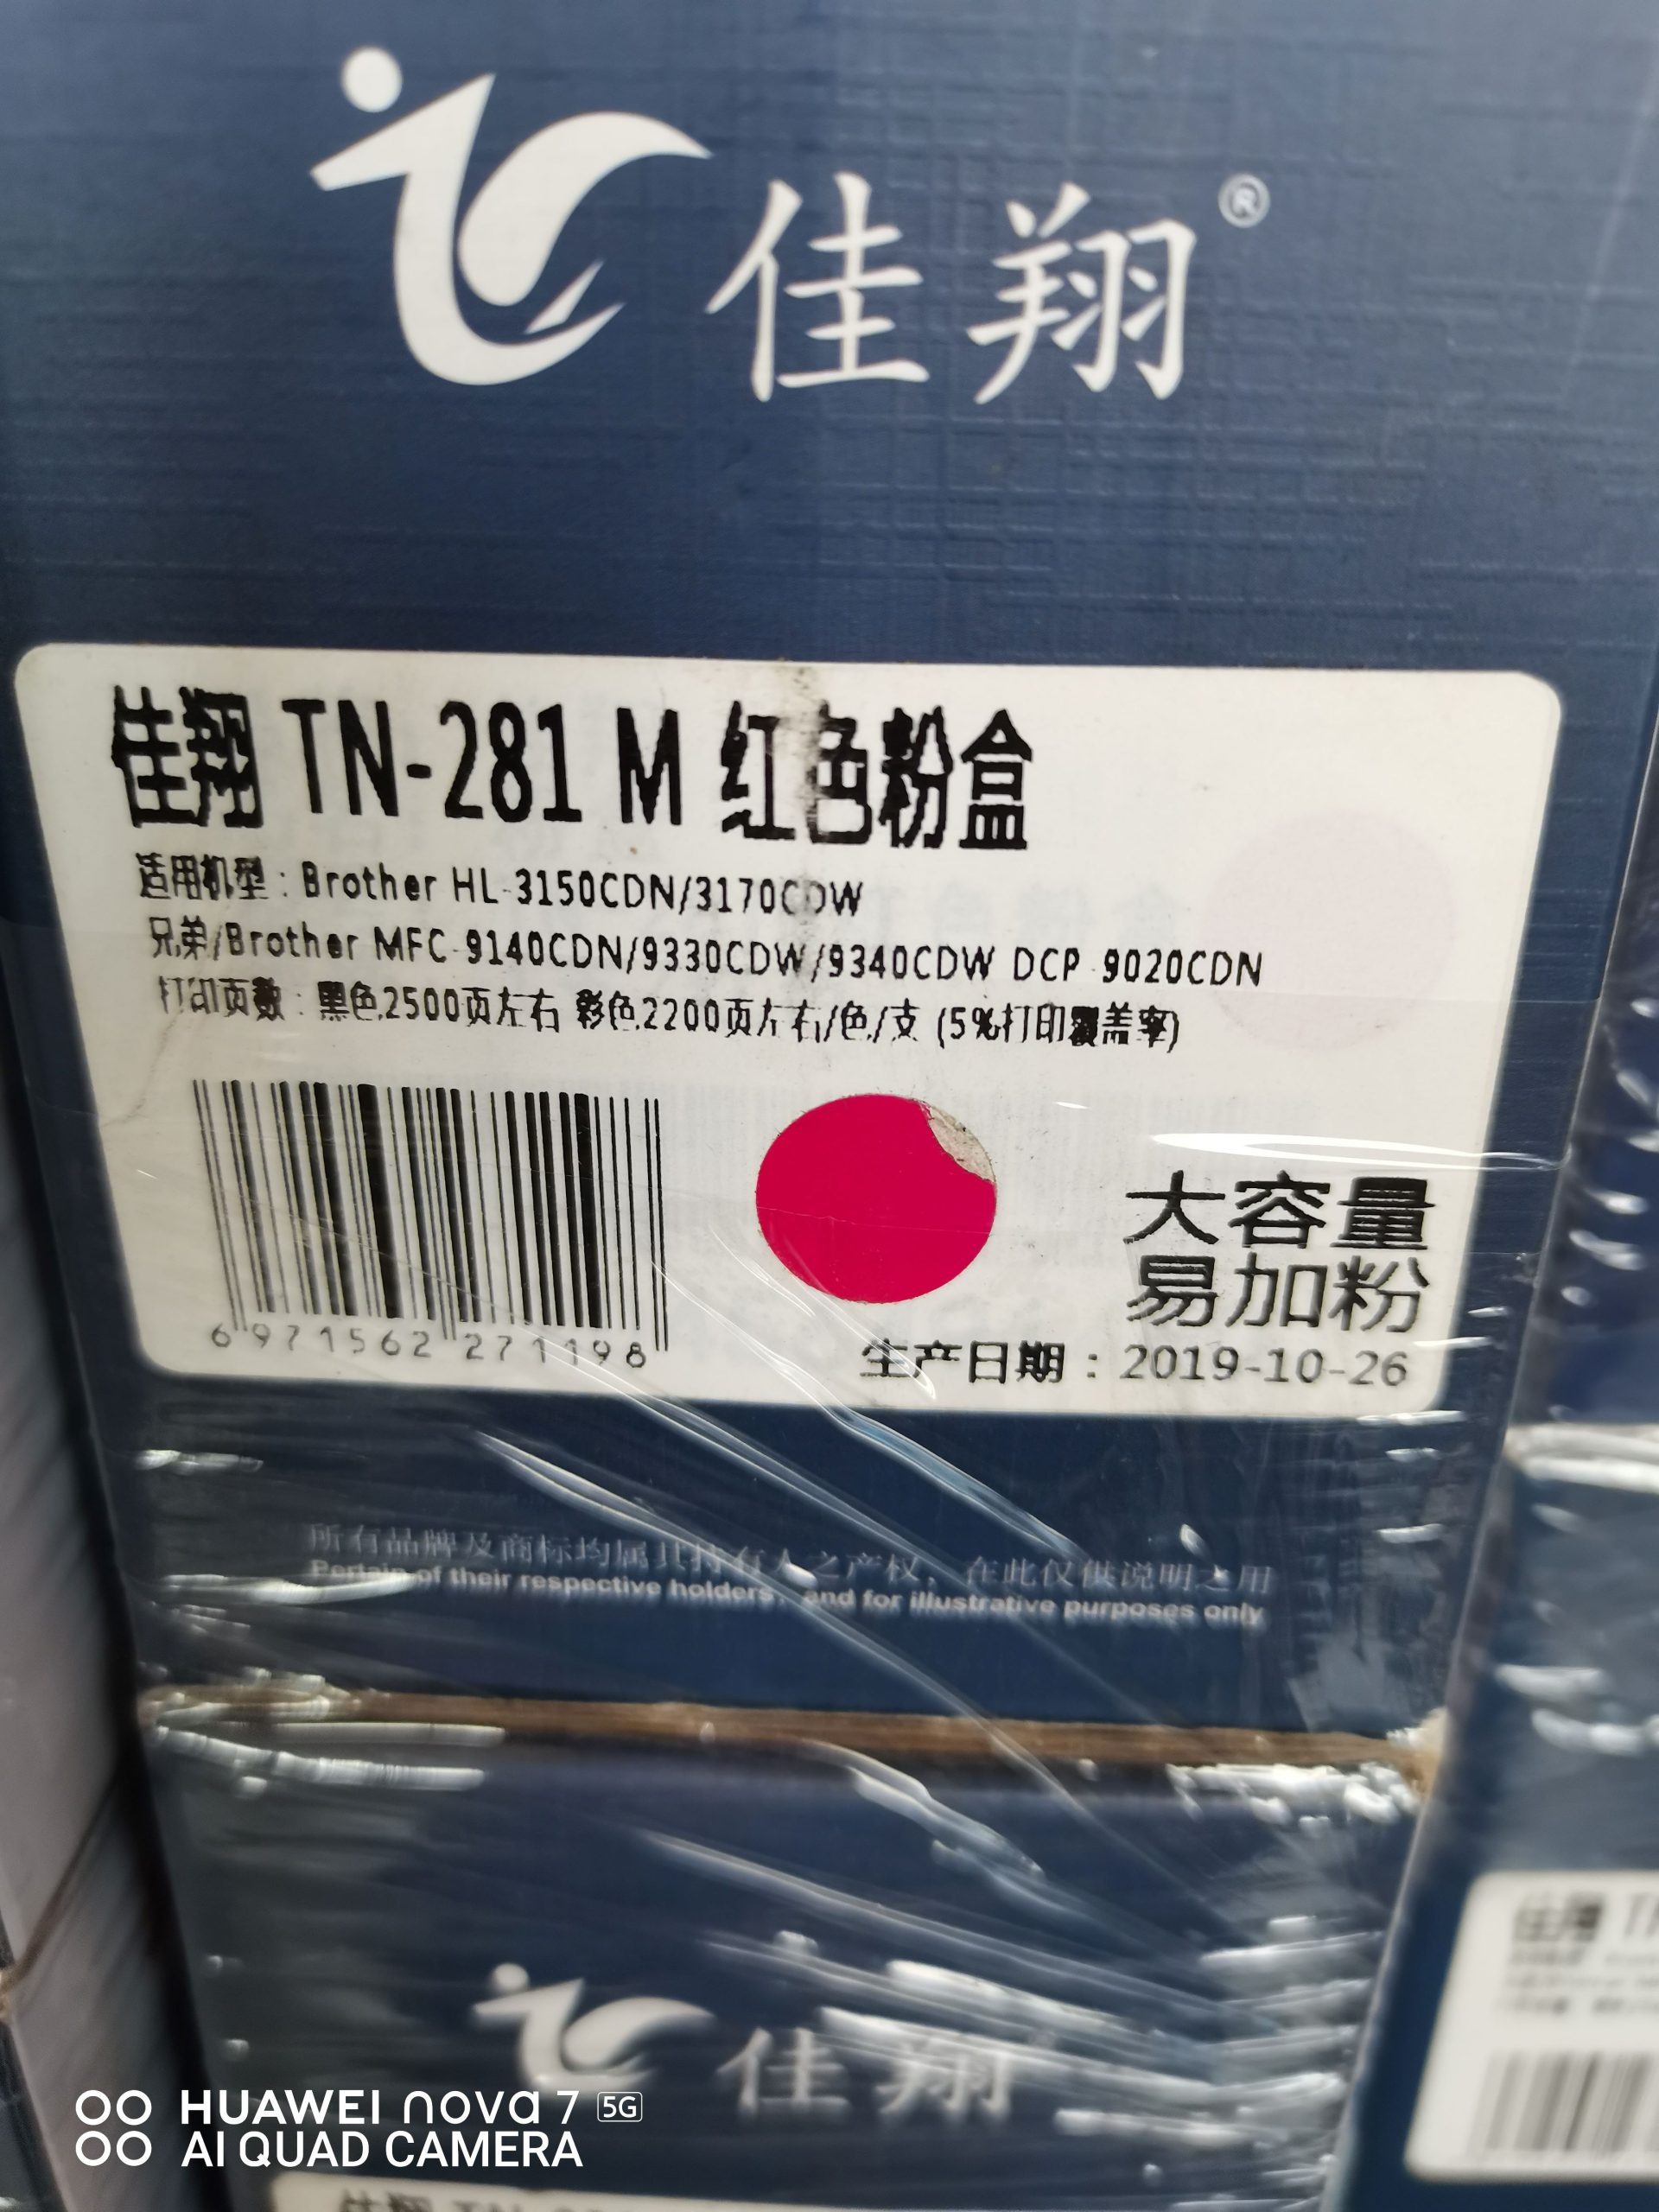 佳翔®
佳翔 TN-281 M 红色粉盒
适用机型：Brother HL-3150CDN/3170CDW
兄弟/Brother MFC-9140CDN/9330CDW/9340CDW DCP-9020CDN
打印页数：黑色2500页左右 彩色2200页左右/色/支 (5%打印覆盖率)
大容量
易加粉
6 971562 271198
生产日期：2019-10-26
所有品牌及商标均属其持有人之产权，在此仅供说明之用
Pertain of their respective holders, and for illustrative purposes only
佳翔
佳翔
HUAWEI nova 7 5G
AI QUAD CAMERA